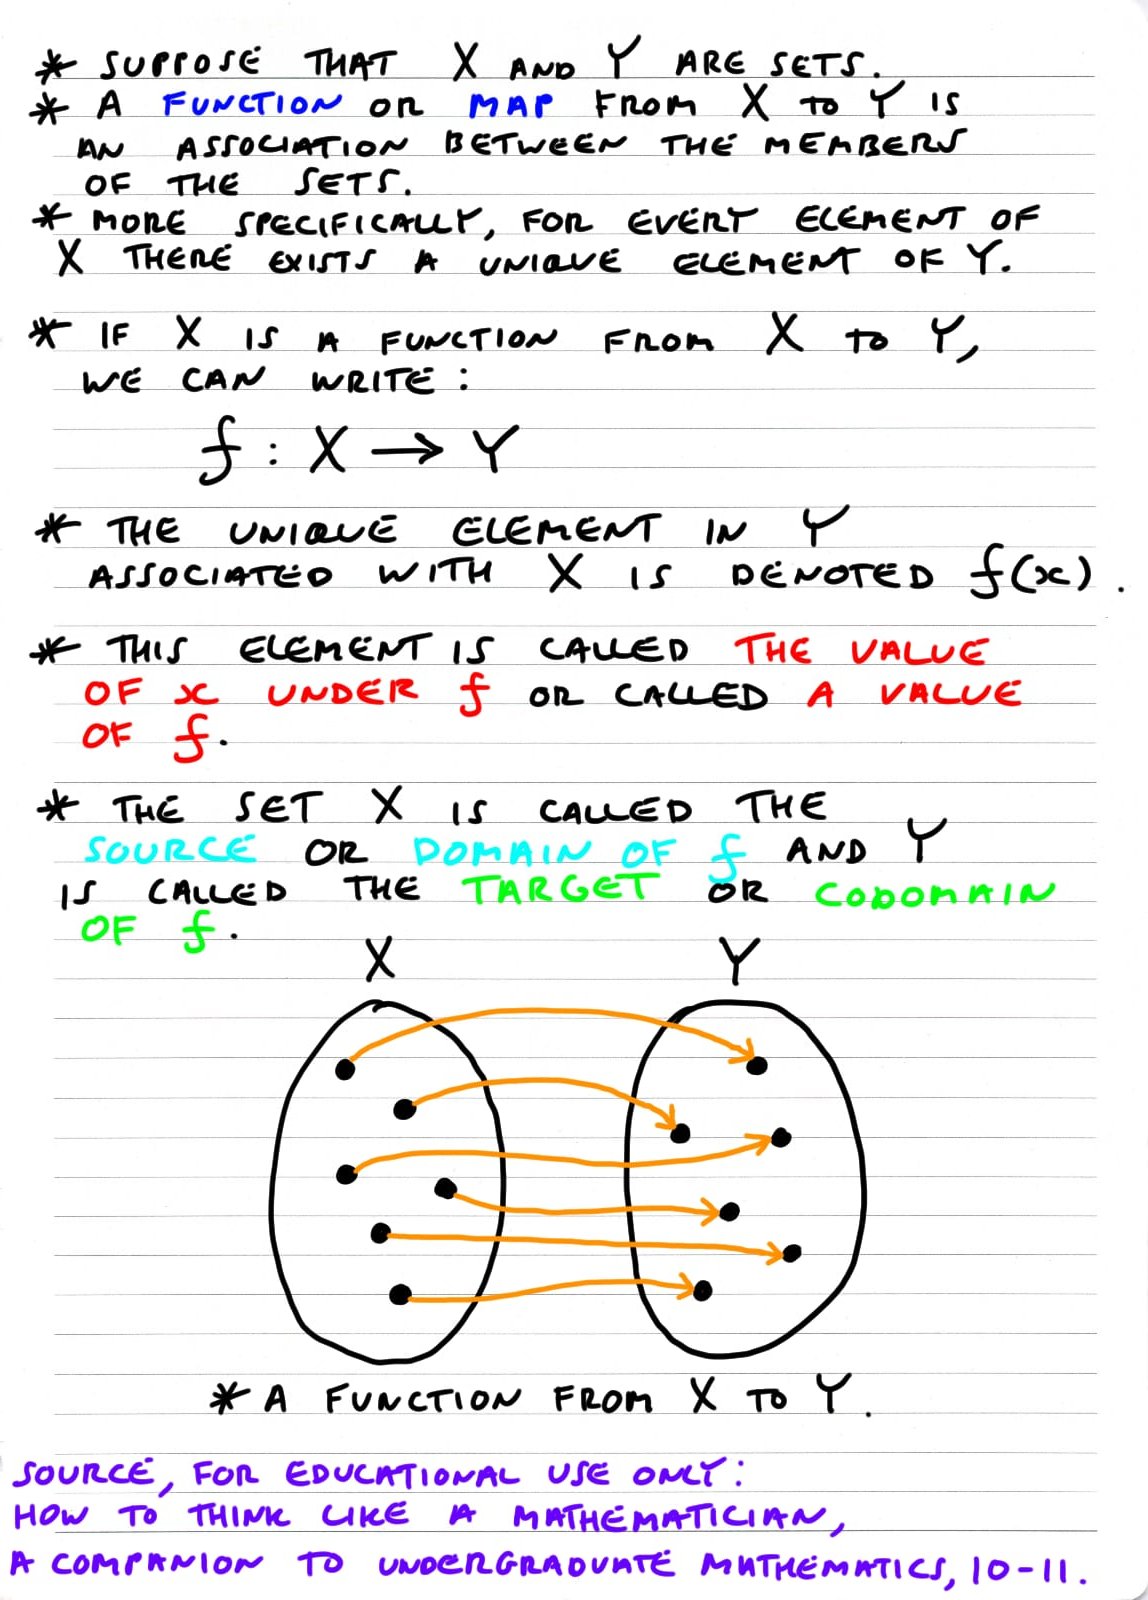 * SUPPOSE THAT X AND Y ARE SETS.
* A FUNCTION OR MAP FROM X TO Y IS
AN ASSOCIATION BETWEEN THE MEMBERS
OF THE SETS.
* MORE SPECIFICALLY, FOR EVERY ELEMENT OF
X THERE EXISTS A UNIQUE ELEMENT OF Y.
* IF X IS A FUNCTION FROM X TO Y,
WE CAN WRITE:
f : X → Y
* THE UNIQUE ELEMENT IN Y
ASSOCIATED WITH X IS DENOTED f(x).
* THIS ELEMENT IS CALLED THE VALUE
OF x UNDER f OR CALLED A VALUE
OF f.
* THE SET X IS CALLED THE
SOURCE OR DOMAIN OF f AND Y
IS CALLED THE TARGET OR CODOMAIN
OF f.
X Y
* A FUNCTION FROM X TO Y.
SOURCE, FOR EDUCATIONAL USE ONLY:
HOW TO THINK LIKE A MATHEMATICIAN,
A COMPANION TO UNDERGRADUATE MATHEMATICS, 10-11.